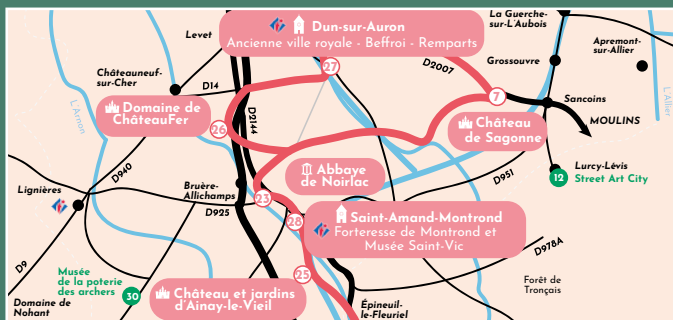 La Guerche-
sur-L'Aubois
Levet
Dun-sur-Auron
Ancienne ville royale - Beffroi - Remparts
Apremont-
sur-Allier
Grossouvre
27
D2007
Châteauneuf-
sur-Cher
D14
7
Sancoins
L'Allier
L'Arnon
Domaine de
ChâteauFer
26
D2144
Château
de Sagonne
MOULINS
Abbaye
de Noirlac
D940
D951
Lurcy-Lévis
12
Street Art City
Lignières
Bruère-
Allichamps
23
D925
28
Saint-Amand-Montrond
Forteresse de Montrond et
Musée Saint-Vic
D978A
D9
25
Musée
de la poterie
des archers
30
Château et jardins
d'Ainay-le-Vieil
Forêt de
Tronçais
Domaine de
Nohant
Épineuil-
le-Fleuriel